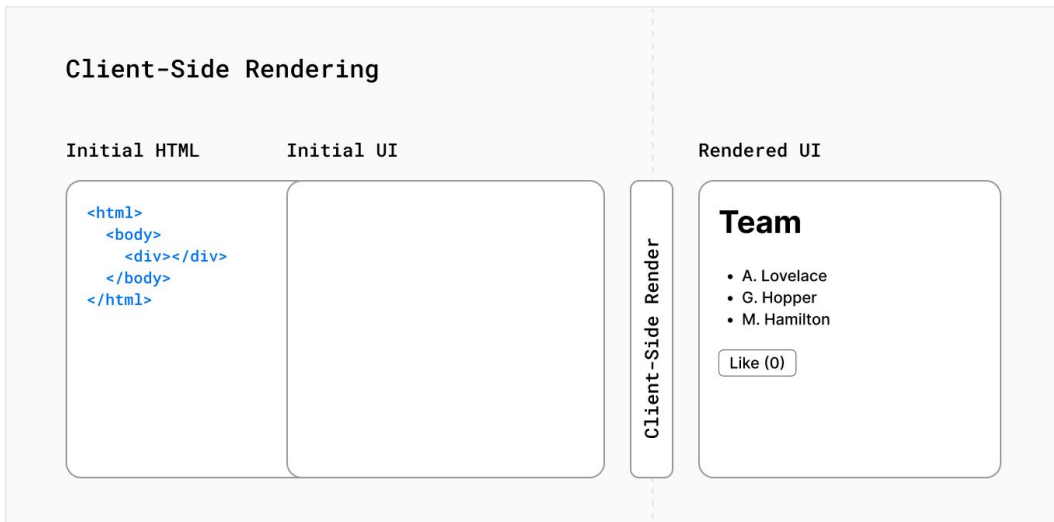 Client-Side Rendering
Initial HTML
Initial UI
Rendered UI
<html>
<body>
<div></div>
</body>
</html>
Client-Side Render
Team
• A. Lovelace
• G. Hopper
• M. Hamilton
Like (0)